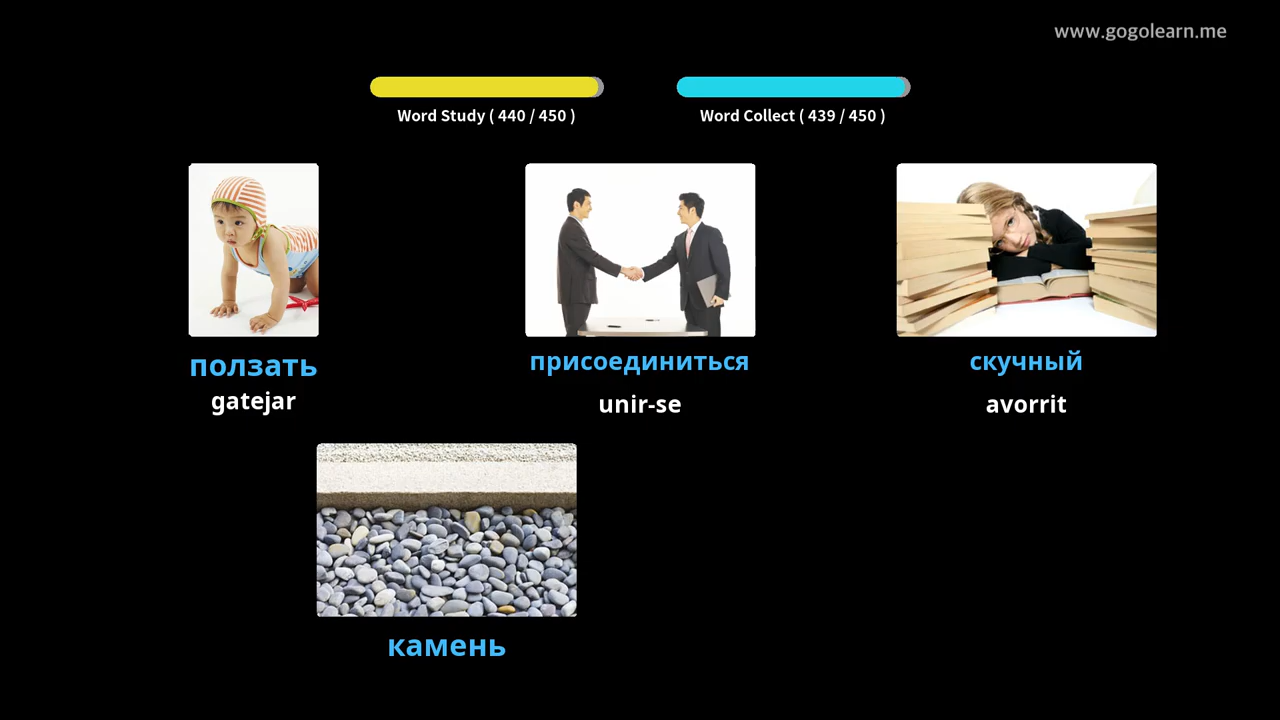 www.gogolearn.me
Word Study ( 440 / 450 )
Word Collect ( 439 / 450 )
ползать
присоединиться
скучный
gatejar
unir-se
avorrit
камень